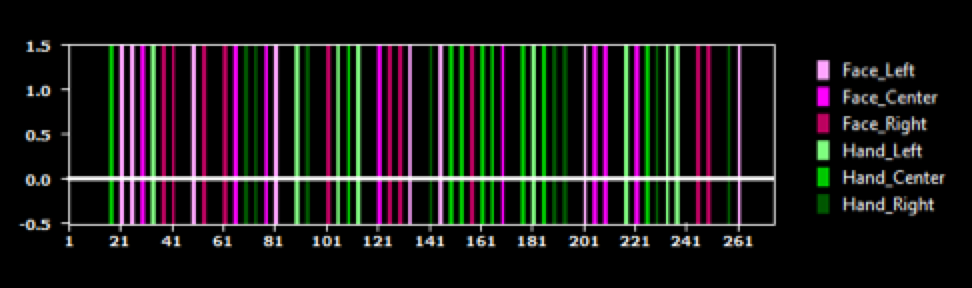 1.5
1.0
0.5
0.0
-0.5
1 21 41 61 81 101 121 141 161 181 201 221 241 261
Face_Left
Face_Center
Face_Right
Hand_Left
Hand_Center
Hand_Right